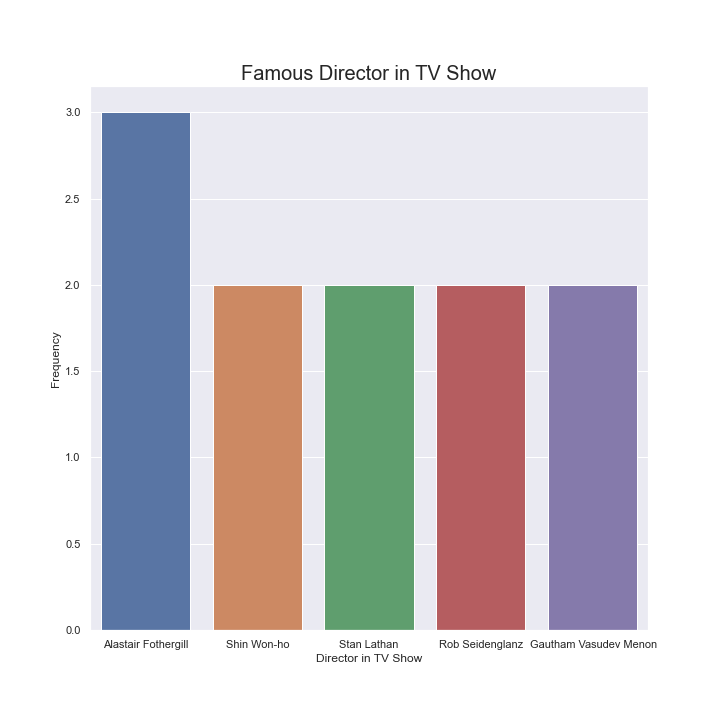 Famous Director in TV Show
3.0
2.5
2.0
1.5
1.0
0.5
0.0
Frequency
Alastair Fothergill Shin Won-ho Stan Lathan Rob Seidenglanz Gautham Vasudev Menon
Director in TV Show